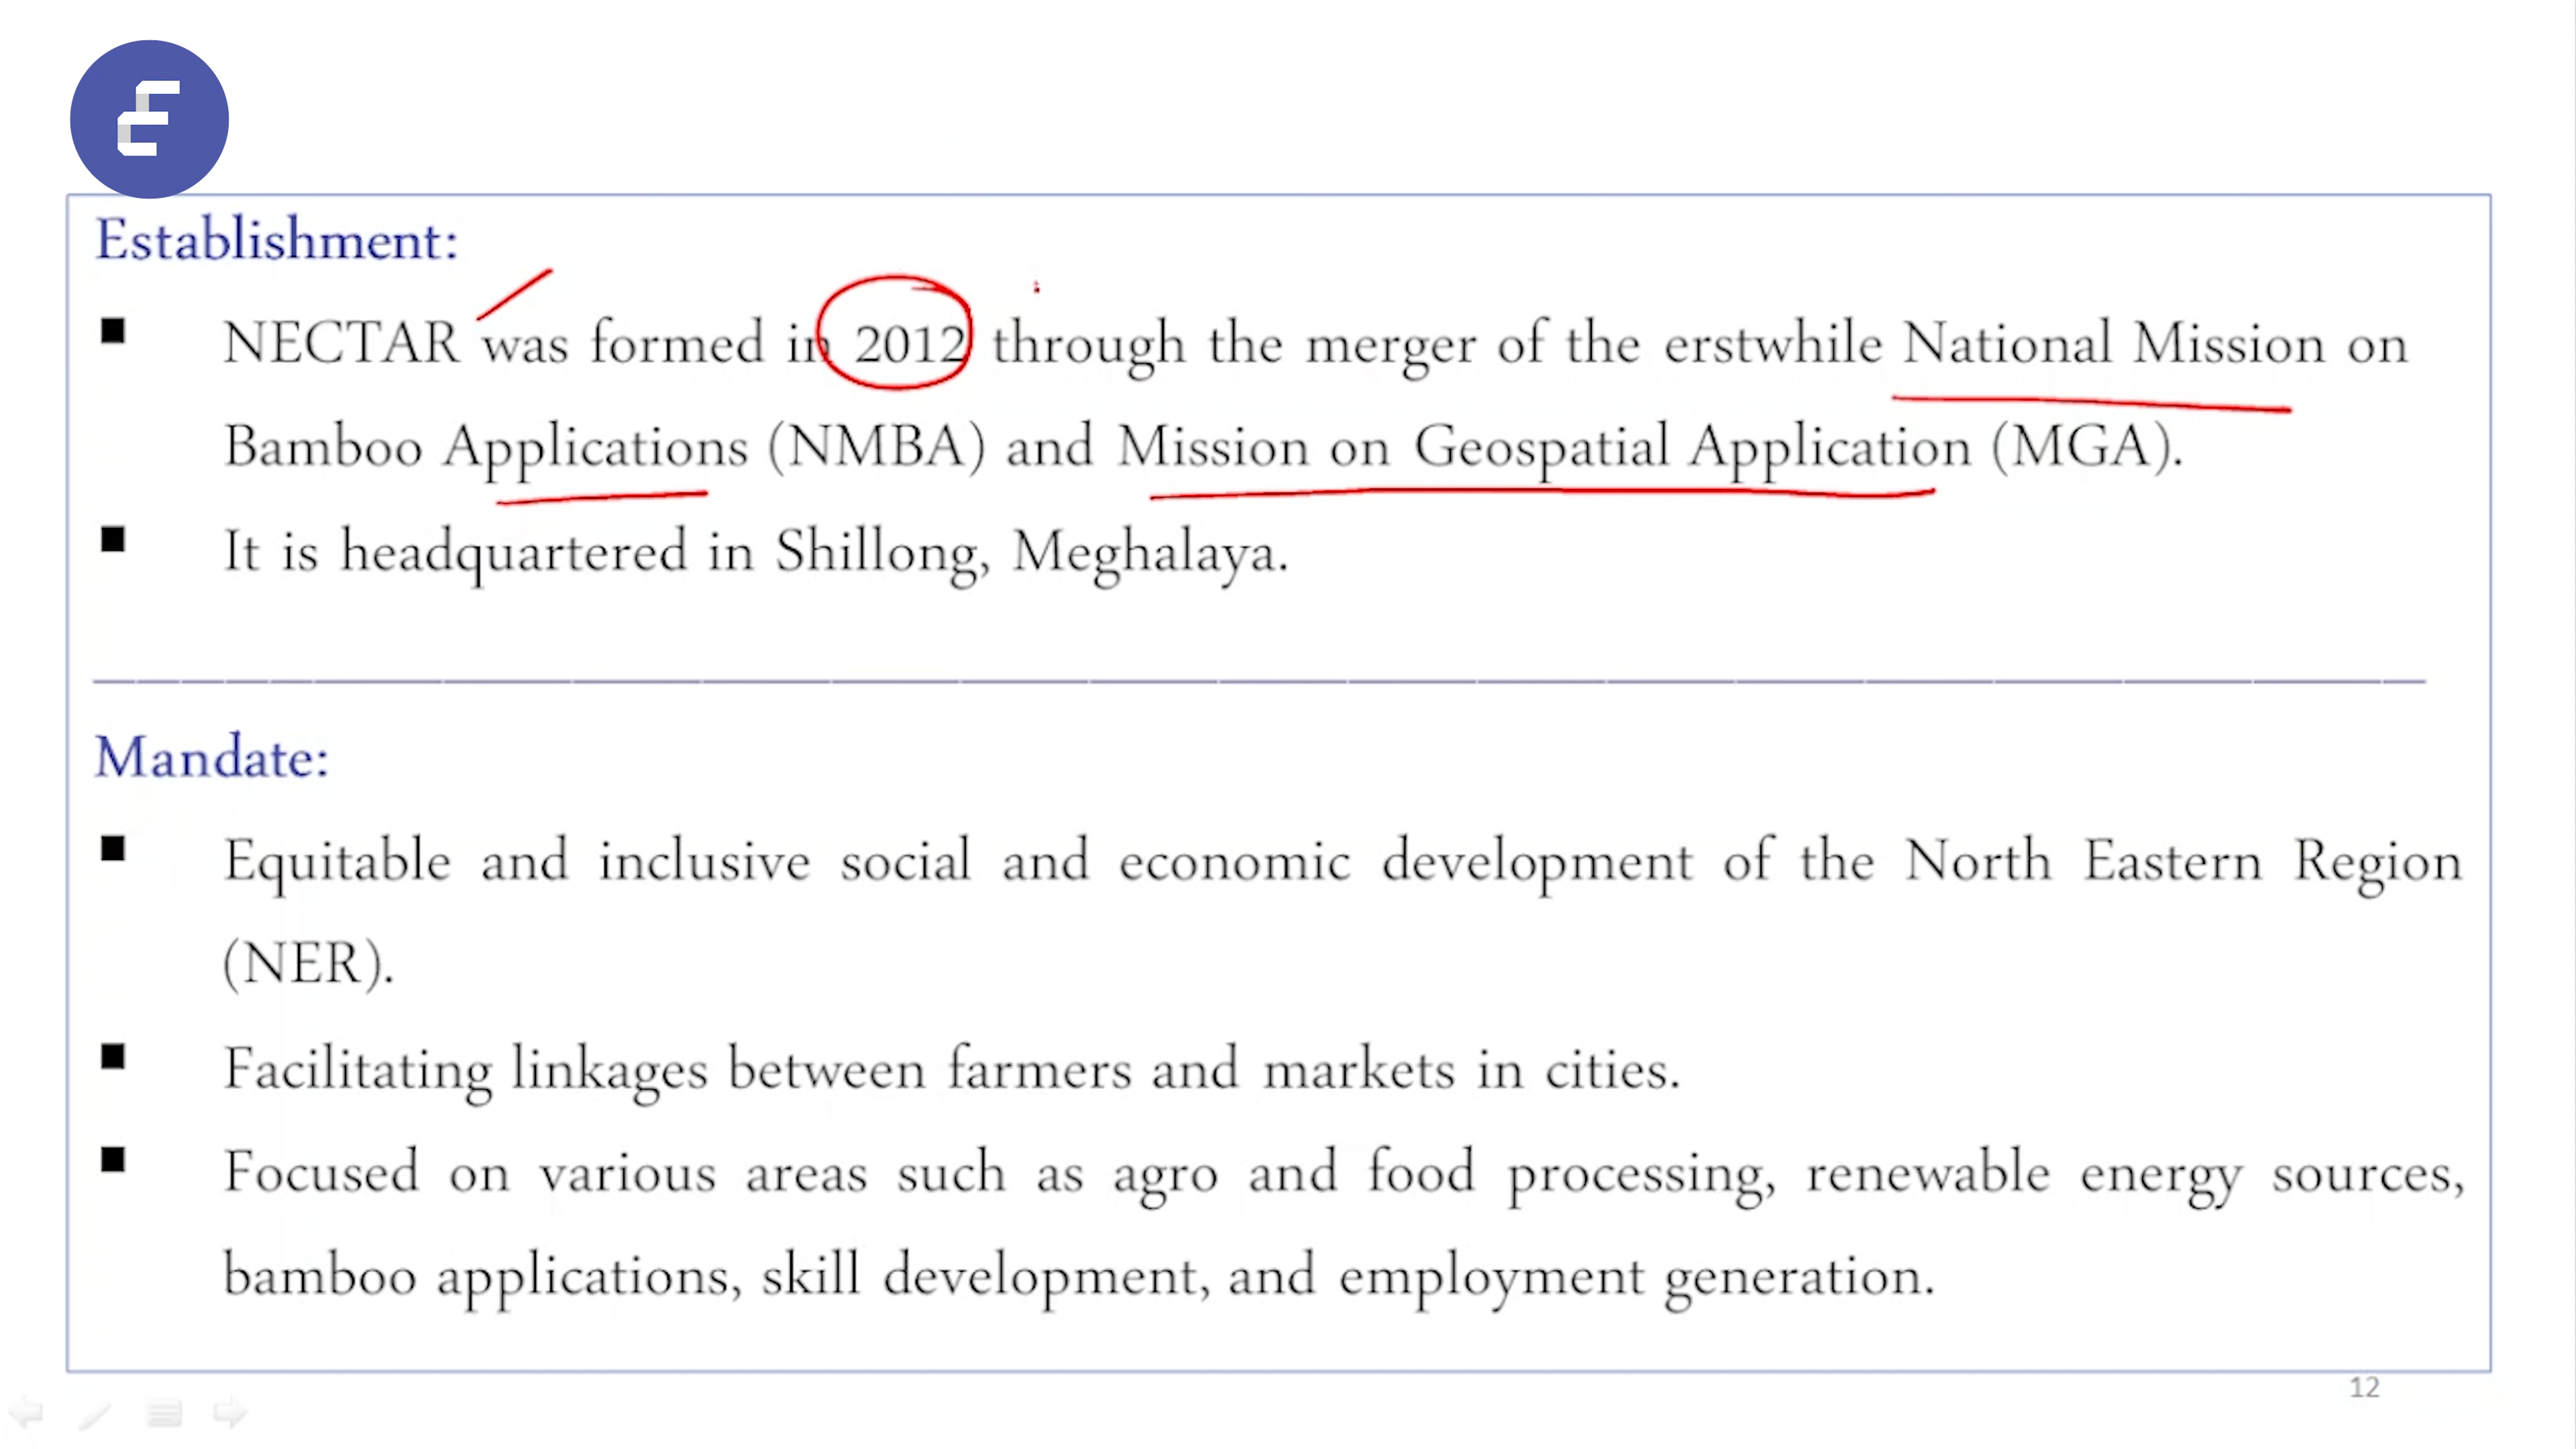 Establishment:
■ NECTAR was formed in 2012 through the merger of the erstwhile National Mission on
Bamboo Applications (NMBA) and Mission on Geospatial Application (MGA).
■ It is headquartered in Shillong, Meghalaya.
Mandate:
■ Equitable and inclusive social and economic development of the North Eastern Region
(NER).
■ Facilitating linkages between farmers and markets in cities.
■ Focused on various areas such as agro and food processing, renewable energy sources,
bamboo applications, skill development, and employment generation.
12